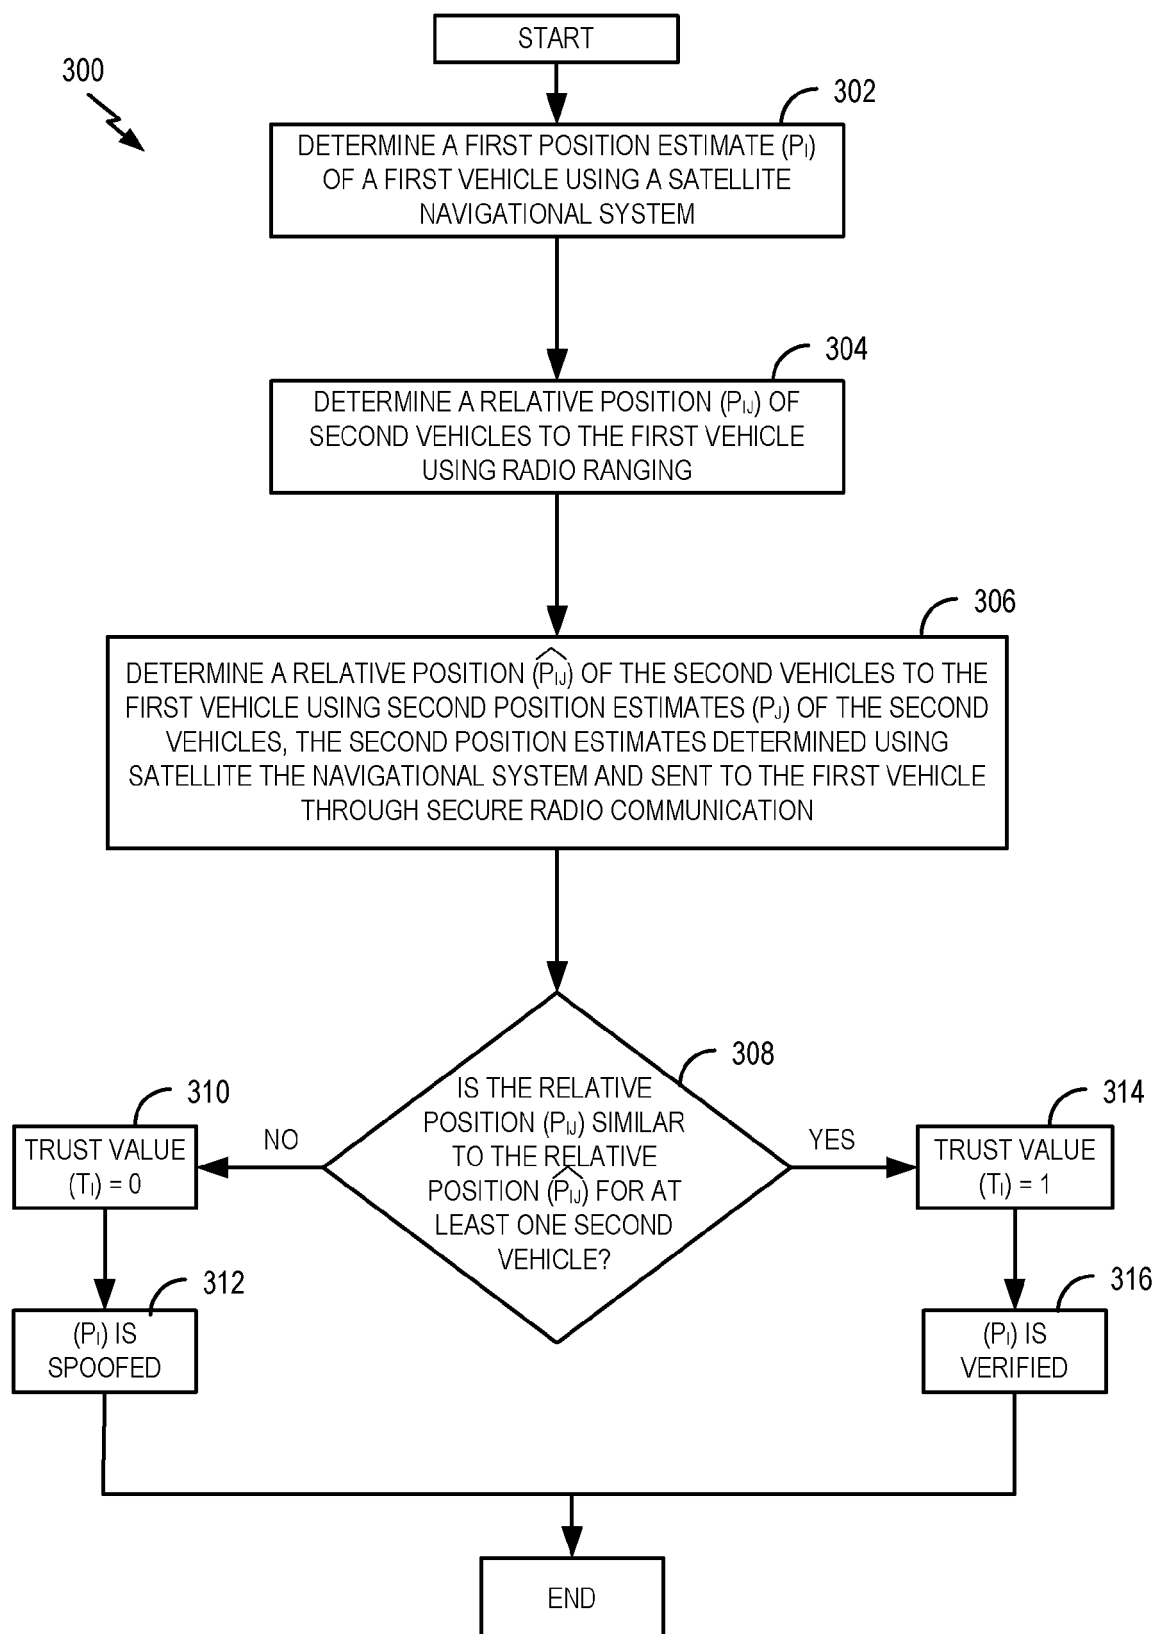 START
300
302
DETERMINE A FIRST POSITION ESTIMATE (PI)
OF A FIRST VEHICLE USING A SATELLITE
NAVIGATIONAL SYSTEM
304
DETERMINE A RELATIVE POSITION (PIJ) OF
SECOND VEHICLES TO THE FIRST VEHICLE
USING RADIO RANGING
306
DETERMINE A RELATIVE POSITION (P̂IJ) OF THE SECOND VEHICLES TO THE
FIRST VEHICLE USING SECOND POSITION ESTIMATES (PJ) OF THE SECOND
VEHICLES, THE SECOND POSITION ESTIMATES DETERMINED USING
SATELLITE THE NAVIGATIONAL SYSTEM AND SENT TO THE FIRST VEHICLE
THROUGH SECURE RADIO COMMUNICATION
308
IS THE RELATIVE
POSITION (PIJ) SIMILAR
TO THE RELATIVE
POSITION (P̂IJ) FOR AT
LEAST ONE SECOND
VEHICLE?
NO
310
TRUST VALUE
(TI) = 0
312
(PI) IS
SPOOFED
YES
314
TRUST VALUE
(TI) = 1
316
(PI) IS
VERIFIED
END